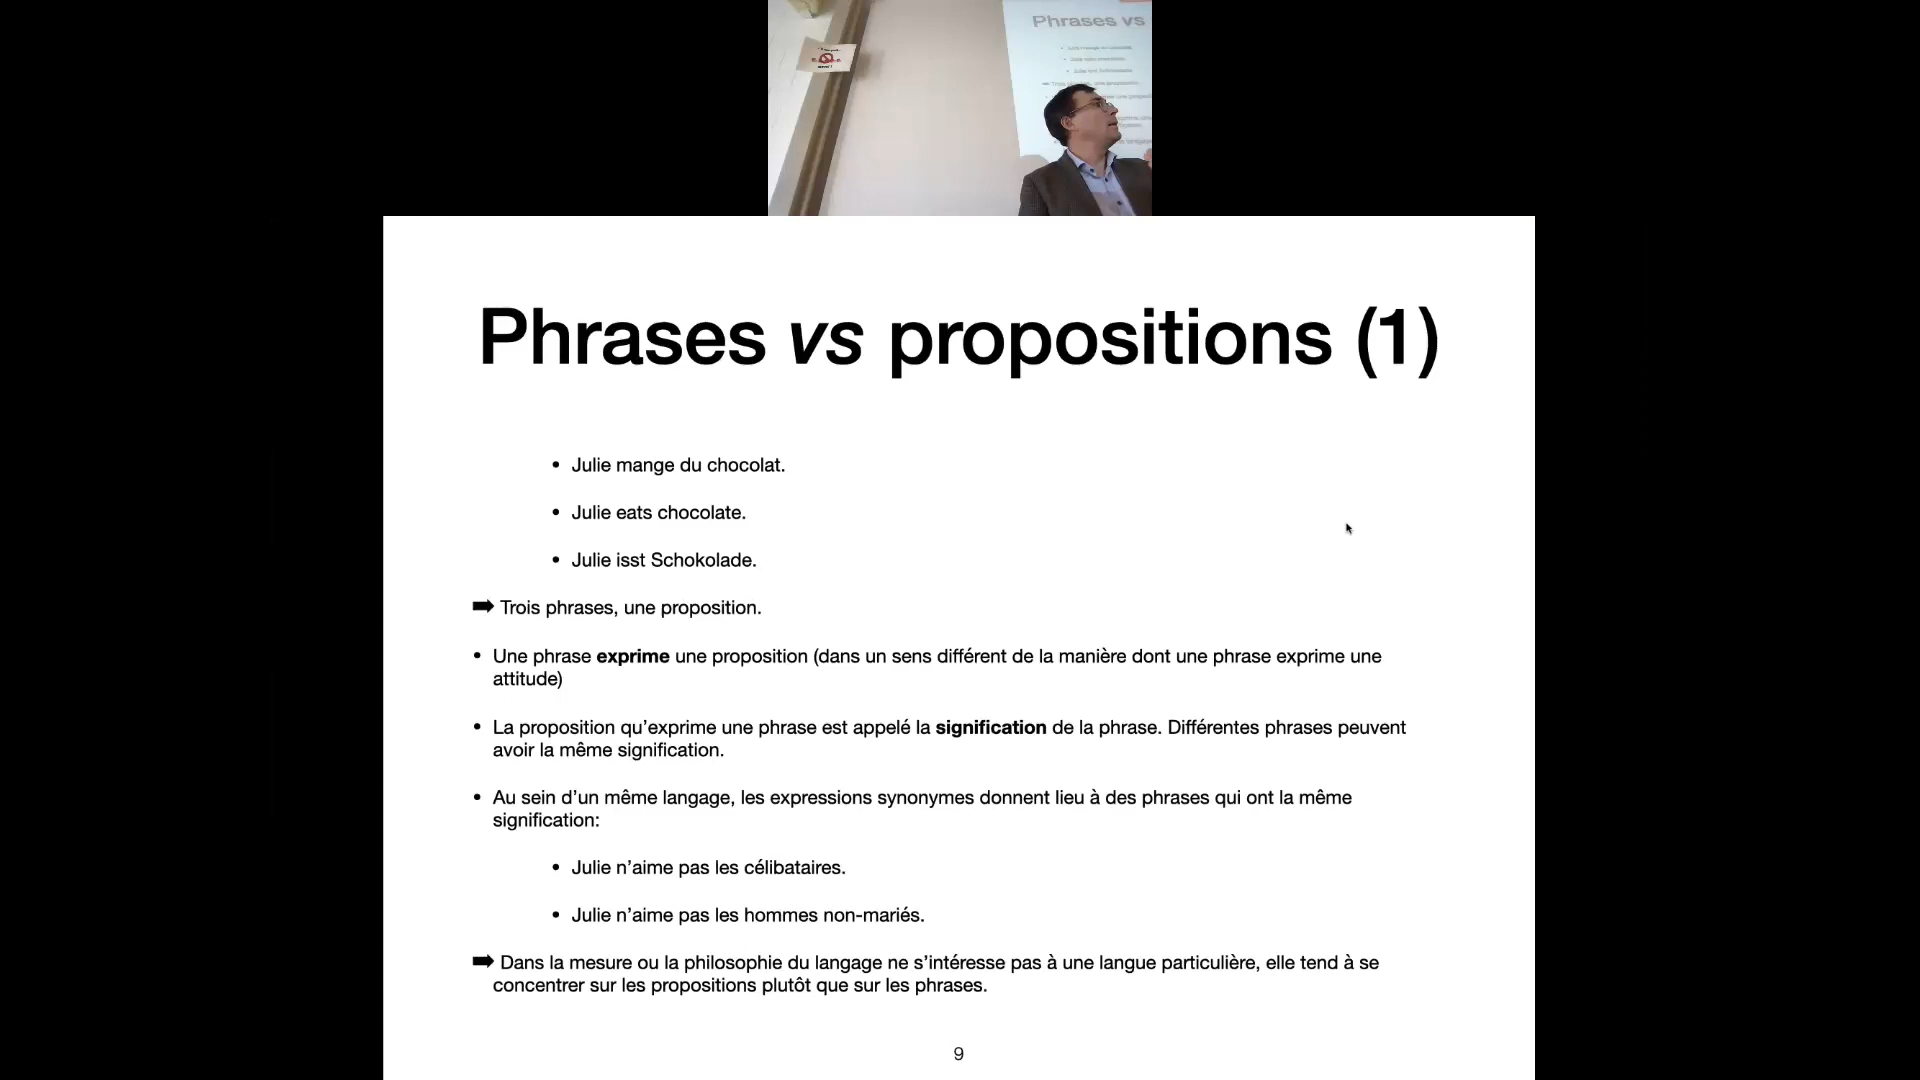 Phrases vs
Phrases vs propositions (1)
• Julie mange du chocolat.
• Julie eats chocolate.
• Julie isst Schokolade.
➡ Trois phrases, une proposition.
• Une phrase exprime une proposition (dans un sens différent de la manière dont une phrase exprime une
attitude)
• La proposition qu’exprime une phrase est appelé la signification de la phrase. Différentes phrases peuvent
avoir la même signification.
• Au sein d’un même langage, les expressions synonymes donnent lieu à des phrases qui ont la même
signification:
• Julie n’aime pas les célibataires.
• Julie n’aime pas les hommes non-mariés.
➡ Dans la mesure ou la philosophie du langage ne s’intéresse pas à une langue particulière, elle tend à se
concentrer sur les propositions plutôt que sur les phrases.
9